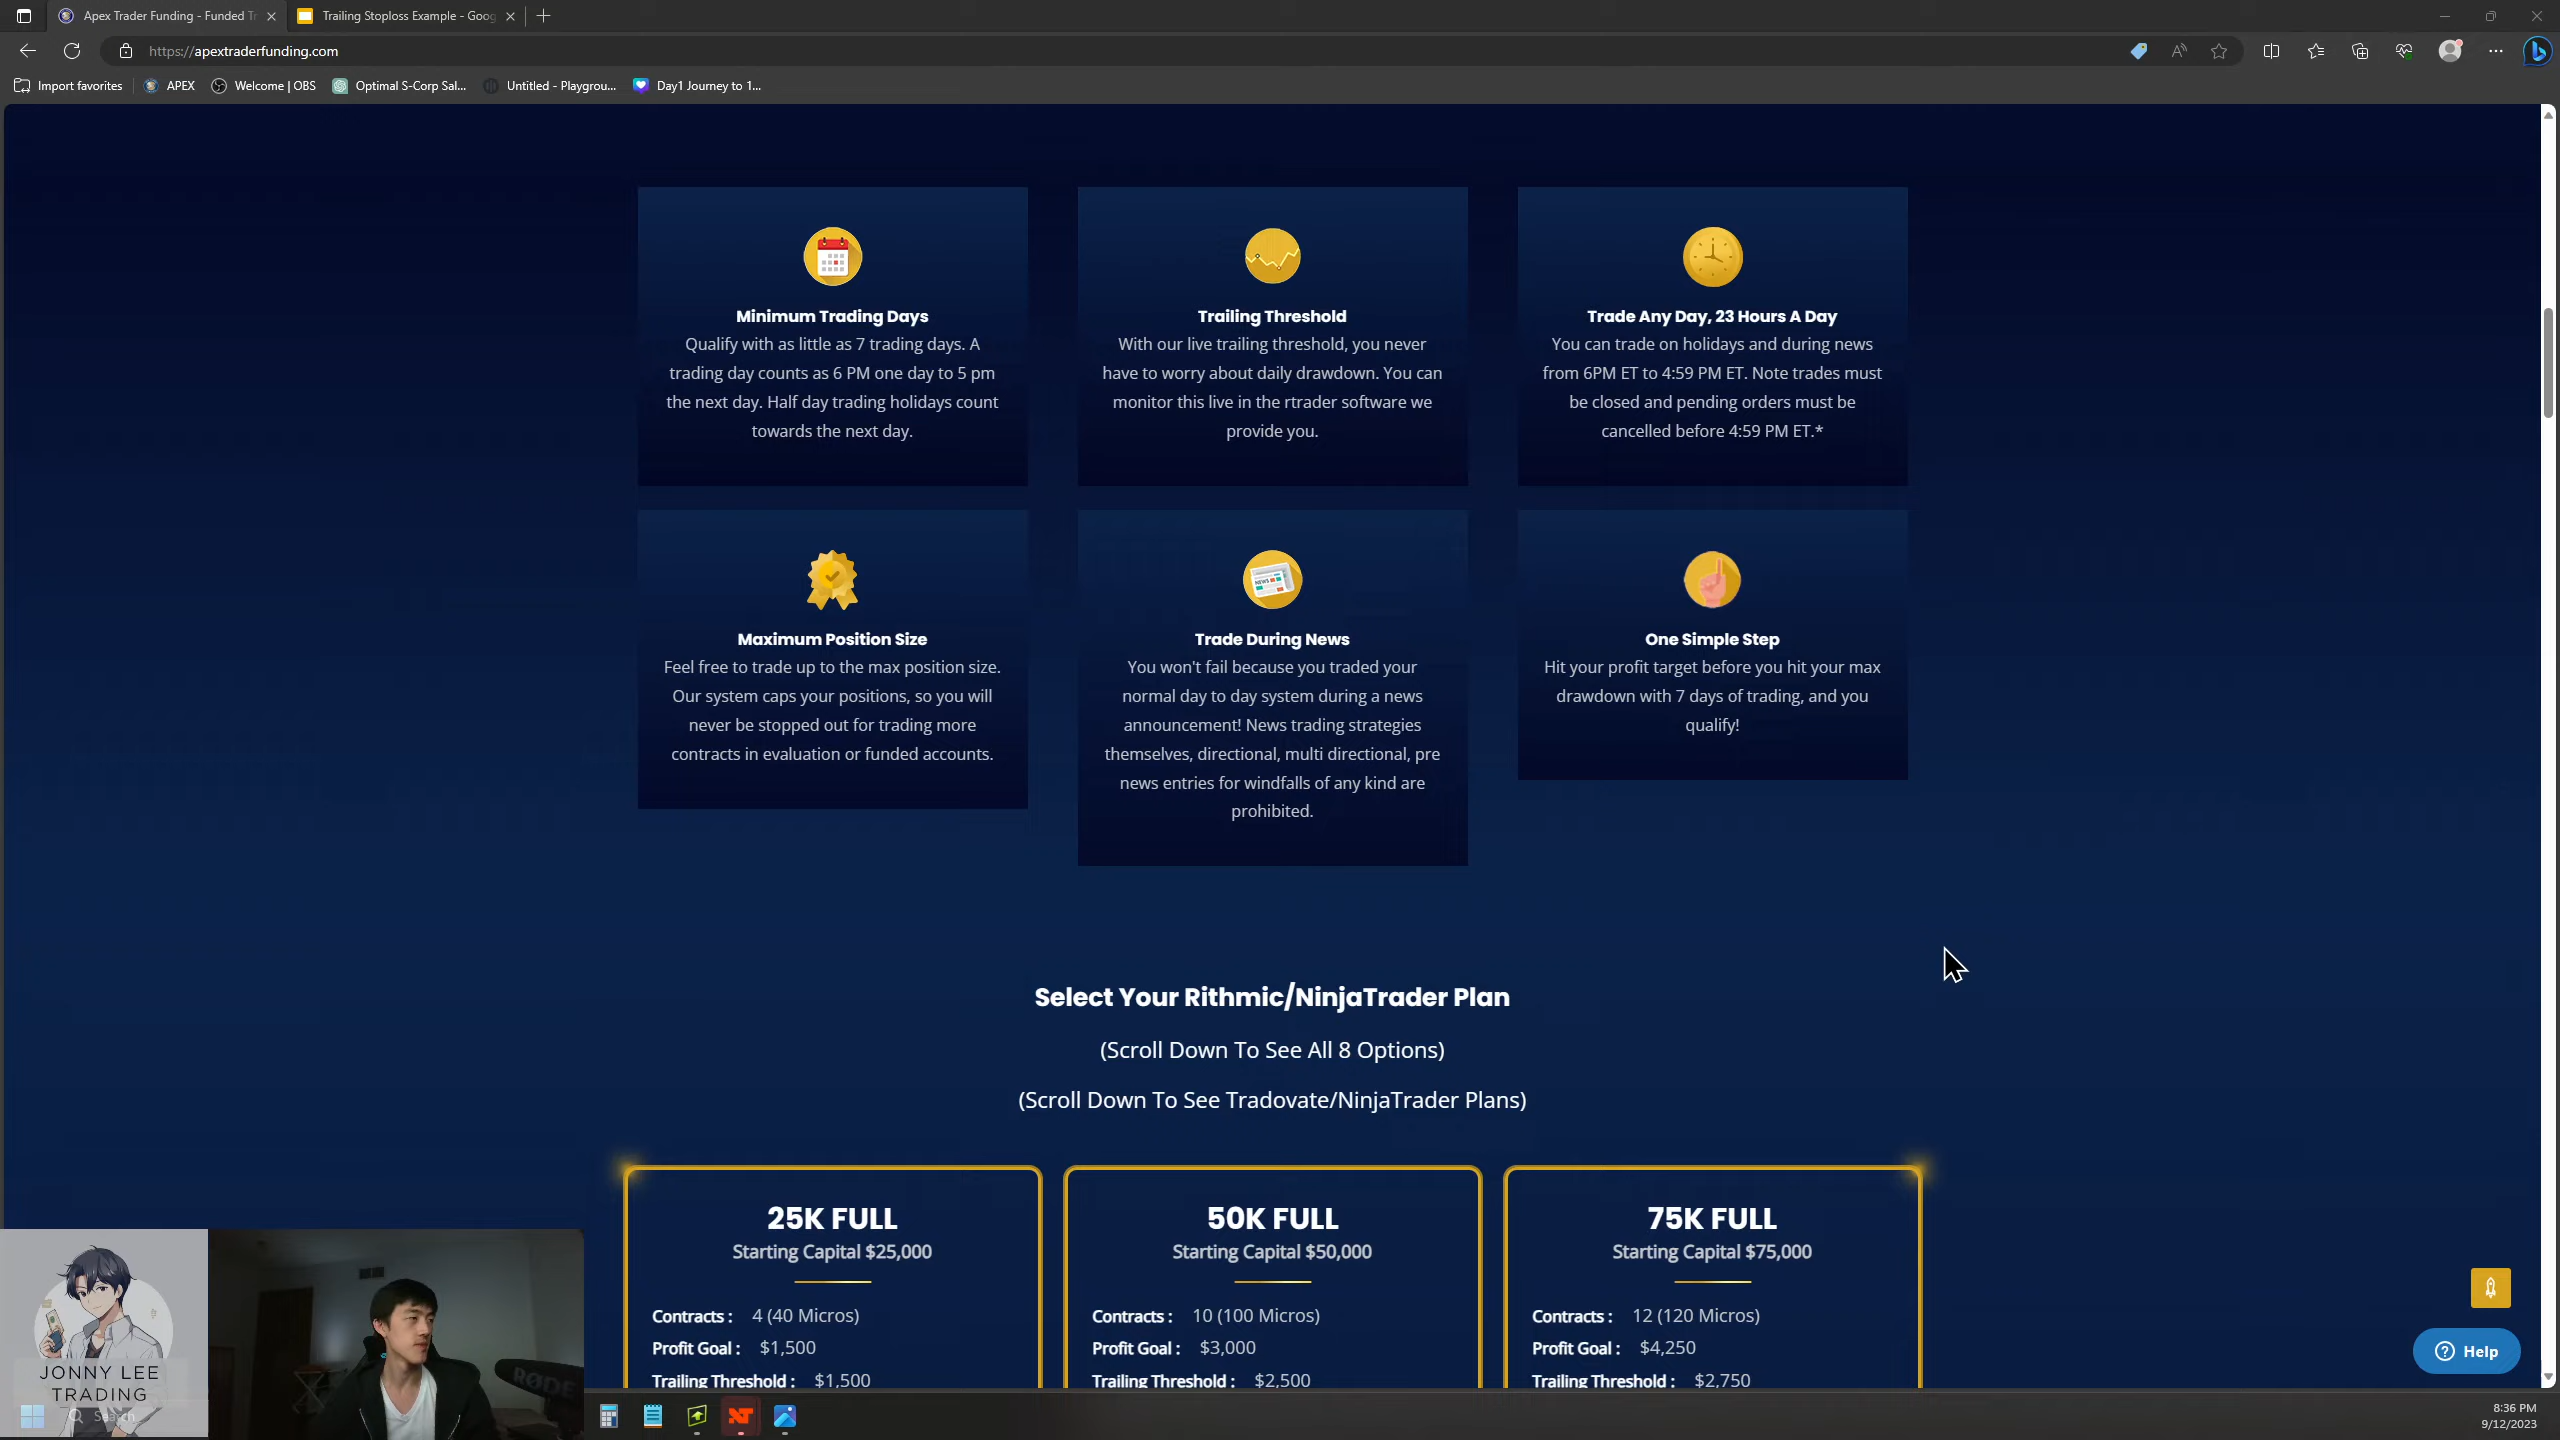 Apex Trader Funding - Funded Tr
Trailing Stoploss Example - Goog
https://apextraderfunding.com
Import favorites
APEX
Welcome | OBS
Optimal S-Corp Sal...
Untitled - Playgrou...
Day1 Journey to 1...
Minimum Trading Days
Qualify with as little as 7 trading days. A
trading day counts as 6 PM one day to 5 pm
the next day. Half day trading holidays count
towards the next day.
Trailing Threshold
With our live trailing threshold, you never
have to worry about daily drawdown. You can
monitor this live in the rtrader software we
provide you.
Trade Any Day, 23 Hours A Day
You can trade on holidays and during news
from 6PM ET to 4:59 PM ET. Note trades must
be closed and pending orders must be
cancelled before 4:59 PM ET.*
Maximum Position Size
Feel free to trade up to the max position size.
Our system caps your positions, so you will
never be stopped out for trading more
contracts in evaluation or funded accounts.
NEWS
Trade During News
You won't fail because you traded your
normal day to day system during a news
announcement! News trading strategies
themselves, directional, multi directional, pre
news entries for windfalls of any kind are
prohibited.
One Simple Step
Hit your profit target before you hit your max
drawdown with 7 days of trading, and you
qualify!
Select Your Rithmic/NinjaTrader Plan
(Scroll Down To See All 8 Options)
(Scroll Down To See Tradovate/NinjaTrader Plans)
25K FULL
Starting Capital $25,000
Contracts : 4 (40 Micros)
Profit Goal : $1,500
Trailing Threshold : $1,500
50K FULL
Starting Capital $50,000
Contracts : 10 (100 Micros)
Profit Goal : $3,000
Trailing Threshold : $2,500
75K FULL
Starting Capital $75,000
Contracts : 12 (120 Micros)
Profit Goal : $4,250
Trailing Threshold : $2,750
Help
JONNY LEE
TRADING
RØDE
Search
8:36 PM
9/12/2023